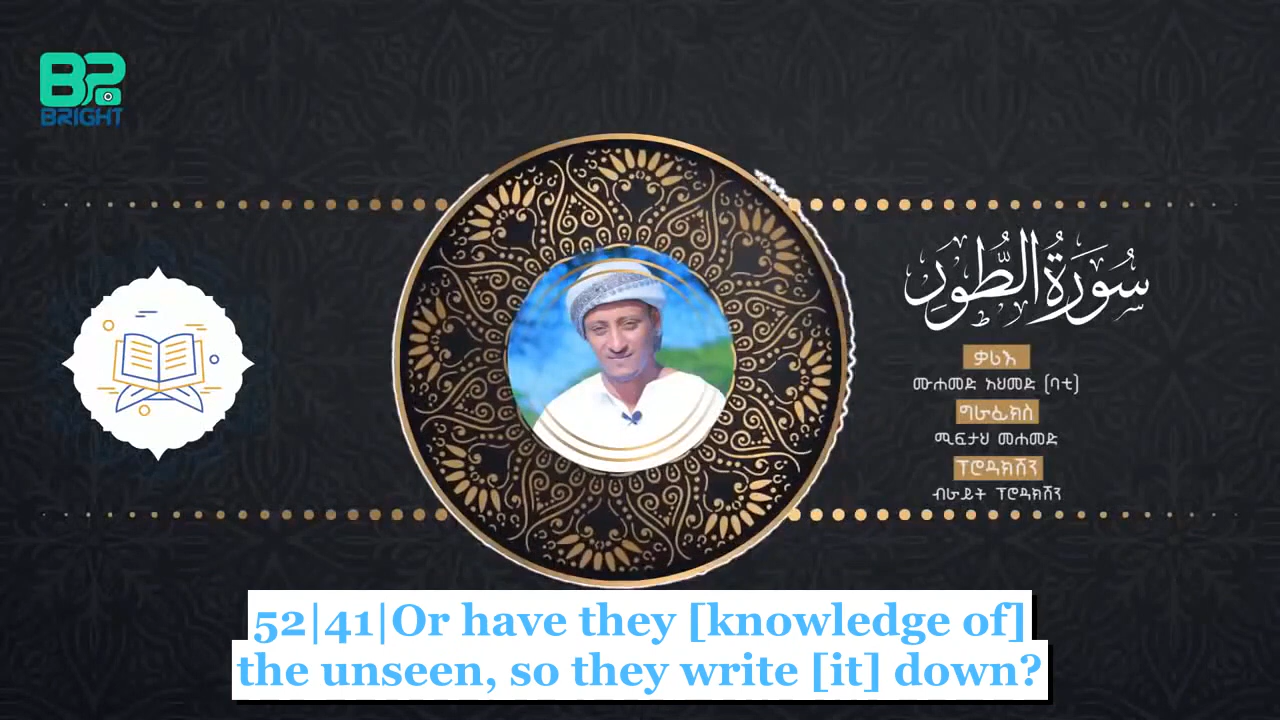 BP
BRIGHT
سُورَةُ الطُّورِ
ቃሪእ
ሙሐመድ አህመድ (ባቲ)
ግራፊክስ
ሚፍታህ መሐመድ
ፕሮዳክሽን
ብራይት ፕሮዳክሽን
52|41|Or have they [knowledge of]
the unseen, so they write [it] down?